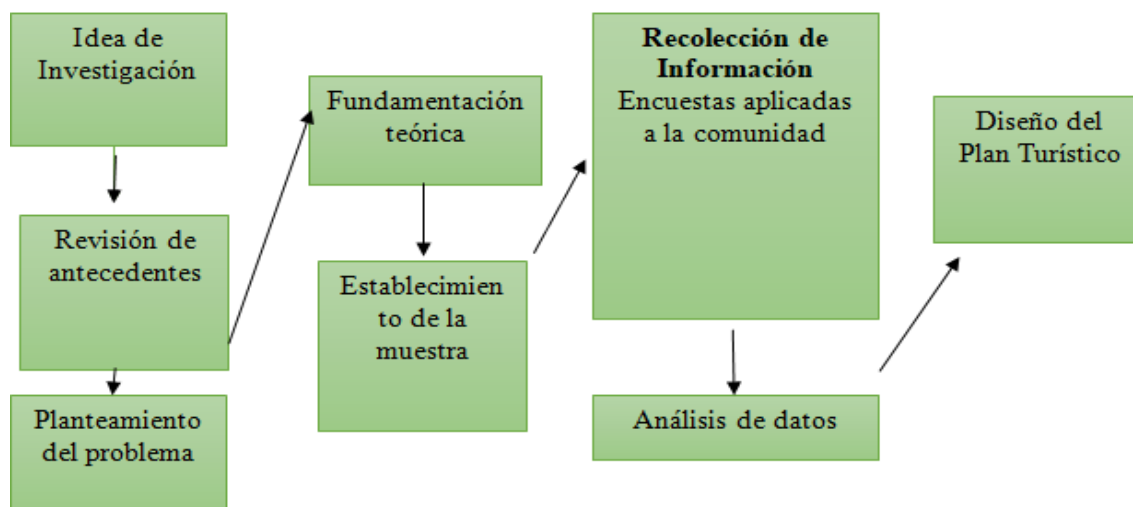 Idea de
Investigación
Revisión de
antecedentes
Planteamiento
del problema
Fundamentación
teórica
Establecimien
to de la
muestra
Recolección de
Información
Encuestas aplicadas
a la comunidad
Análisis de datos
Diseño del
Plan Turístico